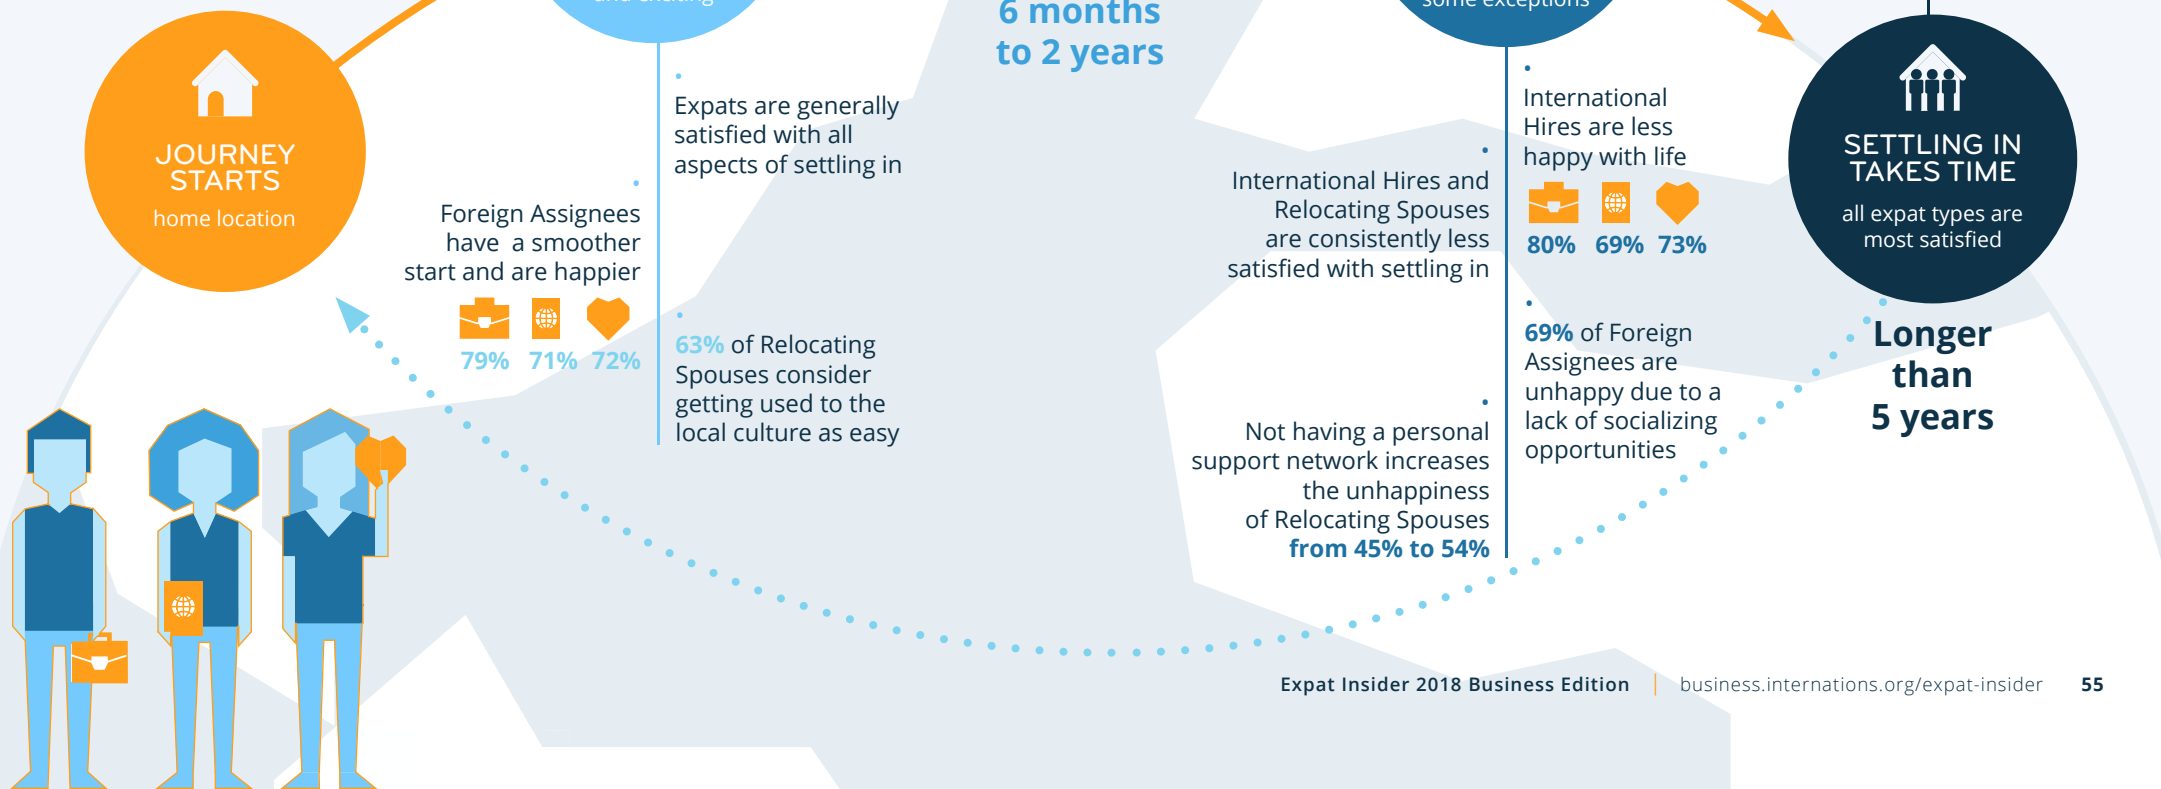 and exciting
6 months
to 2 years
some exceptions
JOURNEY
STARTS
home location
Expats are generally
satisfied with all
aspects of settling in
Foreign Assignees
have a smoother
start and are happier
79% 71% 72%
63% of Relocating
Spouses consider
getting used to the
local culture as easy
International
Hires are less
happy with life
80% 69% 73%
International Hires and
Relocating Spouses
are consistently less
satisfied with settling in
69% of Foreign
Assignees are
unhappy due to a
lack of socializing
opportunities
Not having a personal
support network increases
the unhappiness
of Relocating Spouses
from 45% to 54%
SETTLING IN
TAKES TIME
all expat types are
most satisfied
Longer
than
5 years
Expat Insider 2018 Business Edition | business.internations.org/expat-insider 55